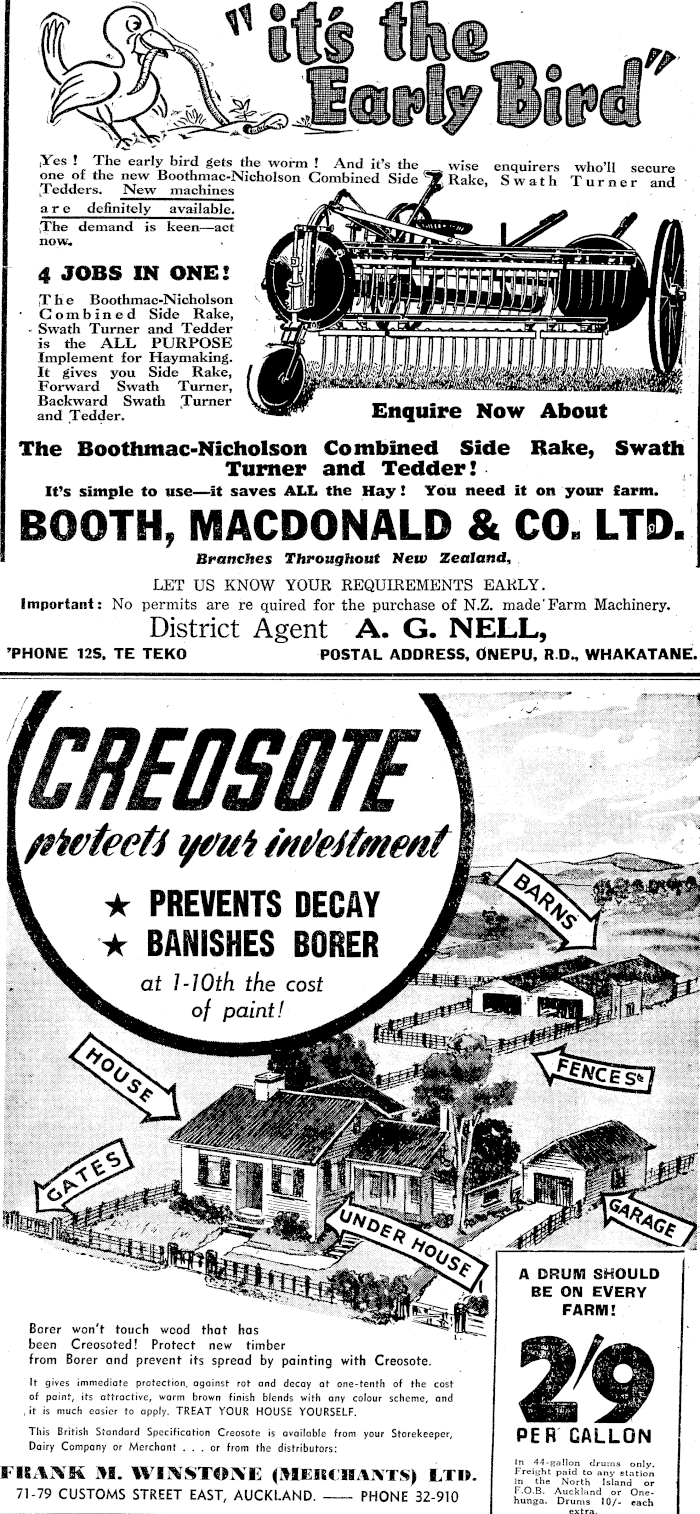 "it's the
Early Bird"
Yes ! The early bird gets the worm ! And it's the wise enquirers who'll secure
one of the new Boothmac-Nicholson Combined Side Rake, Swath Turner and
Tedders. New machines
are definitely available.
The demand is keen—act
now.
4 JOBS IN ONE!
The Boothmac-Nicholson
Combined Side Rake,
Swath Turner and Tedder
is the ALL PURPOSE
Implement for Haymaking.
It gives you Side Rake,
Forward Swath Turner,
Backward Swath Turner
and Tedder.
Enquire Now About
The Boothmac-Nicholson Combined Side Rake, Swath
Turner and Tedder!
It's simple to use—it saves ALL the Hay! You need it on your farm.
BOOTH, MACDONALD & CO. LTD.
Branches Throughout New Zealand,
LET US KNOW YOUR REQUIREMENTS EARLY.
Important: No permits are re quired for the purchase of N.Z. made Farm Machinery.
District Agent A. G. NELL,
'PHONE 12S, TE TEKO POSTAL ADDRESS, ONEPU, R.D., WHAKATANE.
CREOSOTE
protects your investment
★ PREVENTS DECAY
★ BANISHES BORER
at 1-10th the cost
of paint!
BARNS
FENCES
HOUSE
GATES
UNDER HOUSE
GARAGE
Borer won't touch wood that has
been Creosoted! Protect new timber
from Borer and prevent its spread by painting with Creosote.
It gives immediate protection against rot and decay at one-tenth of the cost
of paint, its attractive, warm brown finish blends with any colour scheme, and
it is much easier to apply. TREAT YOUR HOUSE YOURSELF.
This British Standard Specification Creosote is available from your Storekeeper,
Dairy Company or Merchant . . . or from the distributors:
FRANK M. WINSTONE (MERCHANTS) LTD.
71-79 CUSTOMS STREET EAST, AUCKLAND. — PHONE 32-910
A DRUM SHOULD
BE ON EVERY
FARM!
2'9
PER GALLON
In 44-gallon drums only.
Freight paid to any station
in the North Island or
F.O.B. Auckland or One-
hunga. Drums 10/- each
extra.